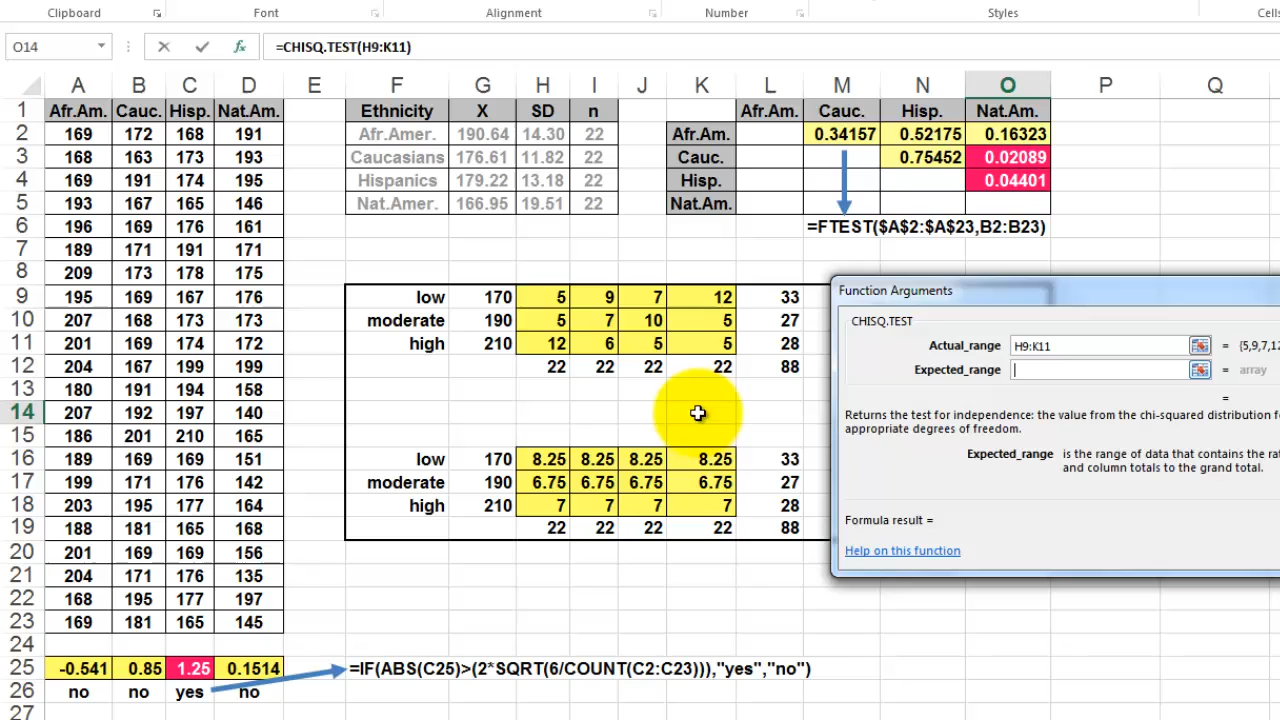 Clipboard Font Alignment Number Styles Cells
O14 fx =CHISQ.TEST(H9:K11)
A B C D E F G H I J K L M N O P Q
1 Afr.Am. Cauc. Hisp. Nat.Am. Ethnicity X SD n Afr.Am. Cauc. Hisp. Nat.Am.
2 169 172 168 191 Afr.Amer. 190.64 14.30 22 Afr.Am. 0.34157 0.52175 0.16323
3 168 163 173 193 Caucasians 176.61 11.82 22 Cauc. 0.75452 0.02089
4 169 191 174 195 Hispanics 179.22 13.18 22 Hisp. 0.04401
5 193 167 165 146 Nat.Amer. 166.95 19.51 22 Nat.Am.
6 196 169 176 161 =FTEST($A$2:$A$23,B2:B23)
7 189 171 191 171
8 209 173 178 175
9 195 169 167 176 low 170 5 9 7 12 33
10 207 168 173 173 moderate 190 5 7 10 5 27
11 201 169 174 172 high 210 12 6 5 5 28
12 204 167 199 199 22 22 22 22 88
13 180 191 194 158
14 207 192 197 140
15 186 201 210 165
16 189 169 169 151 low 170 8.25 8.25 8.25 8.25 33
17 199 171 176 142 moderate 190 6.75 6.75 6.75 6.75 27
18 203 195 177 164 high 210 7 7 7 7 28
19 188 181 165 168 22 22 22 22 88
20 201 169 169 156
21 204 171 176 135
22 168 195 177 197
23 169 181 165 145
24
25 -0.541 0.85 1.25 0.1514 =IF(ABS(C25)>(2*SQRT(6/COUNT(C2:C23))),"yes","no")
26 no no yes no
27
Function Arguments
CHISQ.TEST
Actual_range H9:K11 = {5,9,7,12
Expected_range = array
=
Returns the test for independence: the value from the chi-squared distribution f
appropriate degrees of freedom.
Expected_range is the range of data that contains the ra
and column totals to the grand total.
Formula result =
Help on this function